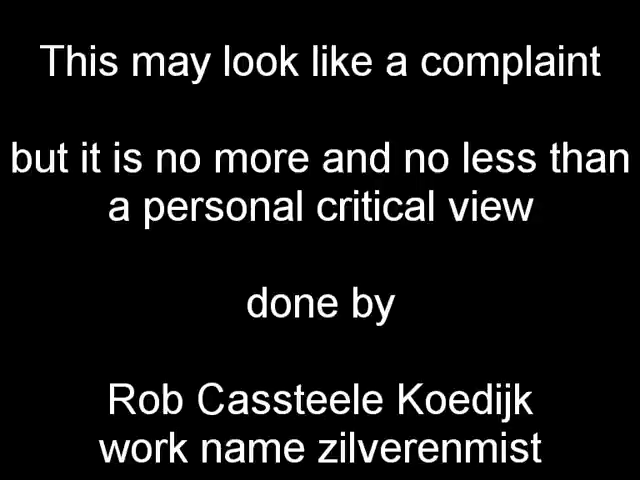 This may look like a complaint
but it is no more and no less than
a personal critical view
done by
Rob Cassteele Koedijk
work name zilverenmist